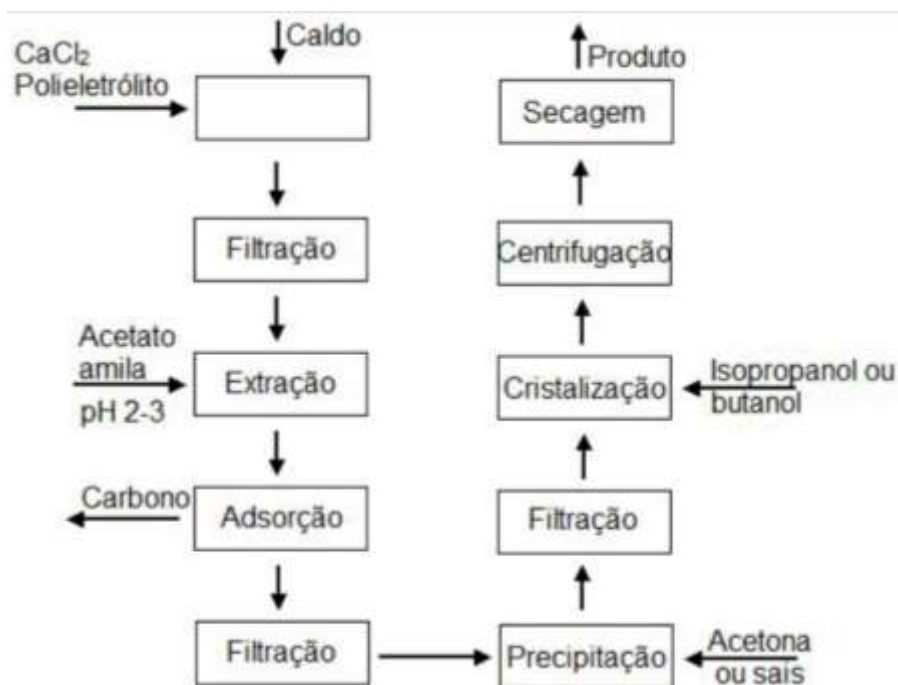 Caldo
CaCl₂
Polieletrólito
Filtração
Acetato
amila
pH 2-3
Extração
Carbono
Adsorção
Filtração
Produto
Secagem
Centrifugação
Cristalização
Isopropanol ou
butanol
Filtração
Precipitação
Acetona
ou sais